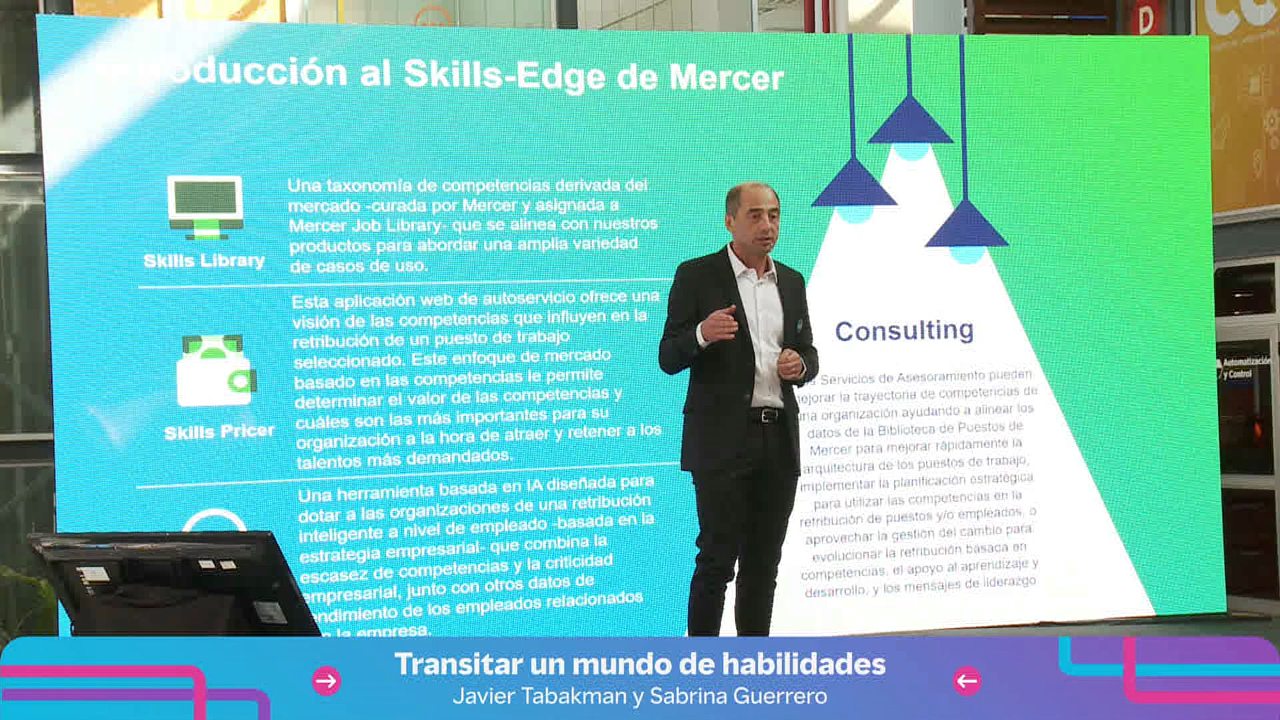 oducción al Skills-Edge de Mercer
D
Una taxonomía de competencias derivada del
mercado -curada por Mercer y asignada a
Mercer Job Library- que se alinea con nuestros
productos para abordar una amplia variedad
de casos de uso.
Skills Library
Esta aplicación web de autoservicio ofrece una
visión de las competencias que influyen en la
retribución de un puesto de trabajo
seleccionado. Este enfoque de mercado
basado en las competencias le permite
determinar el valor de las competencias y
cuáles son las más importantes para su
organización a la hora de atraer y retener a los
talentos más demandados.
Skills Pricer
Una herramienta basada en IA diseñada para
dotar a las organizaciones de una retribución
inteligente a nivel de empleado -basada en la
estrategia empresarial- que combina la
escasez de competencias y la criticidad
empresarial, junto con otros datos de
endimiento de los empleados relacionados
la empresa.
Consulting
Servicios de Asesoramiento pueden
ejorar la trayectoria de competencias de
na organización ayudando a alinear los
datos de la Biblioteca de Puestos de
Mercer para mejorar rápidamente la
arquitectura de los puestos de trabajo,
implementar la planificación estratégica
para utilizar las competencias en la
retribución de puestos y/o empleados, o
aprovechar la gestión del cambio para
evolucionar la retribución basada en
competencias, el apoyo al aprendizaje y
desarrollo, y los mensajes de liderazgo
Automatización
y Control
Transitar un mundo de habilidades
Javier Tabakman y Sabrina Guerrero